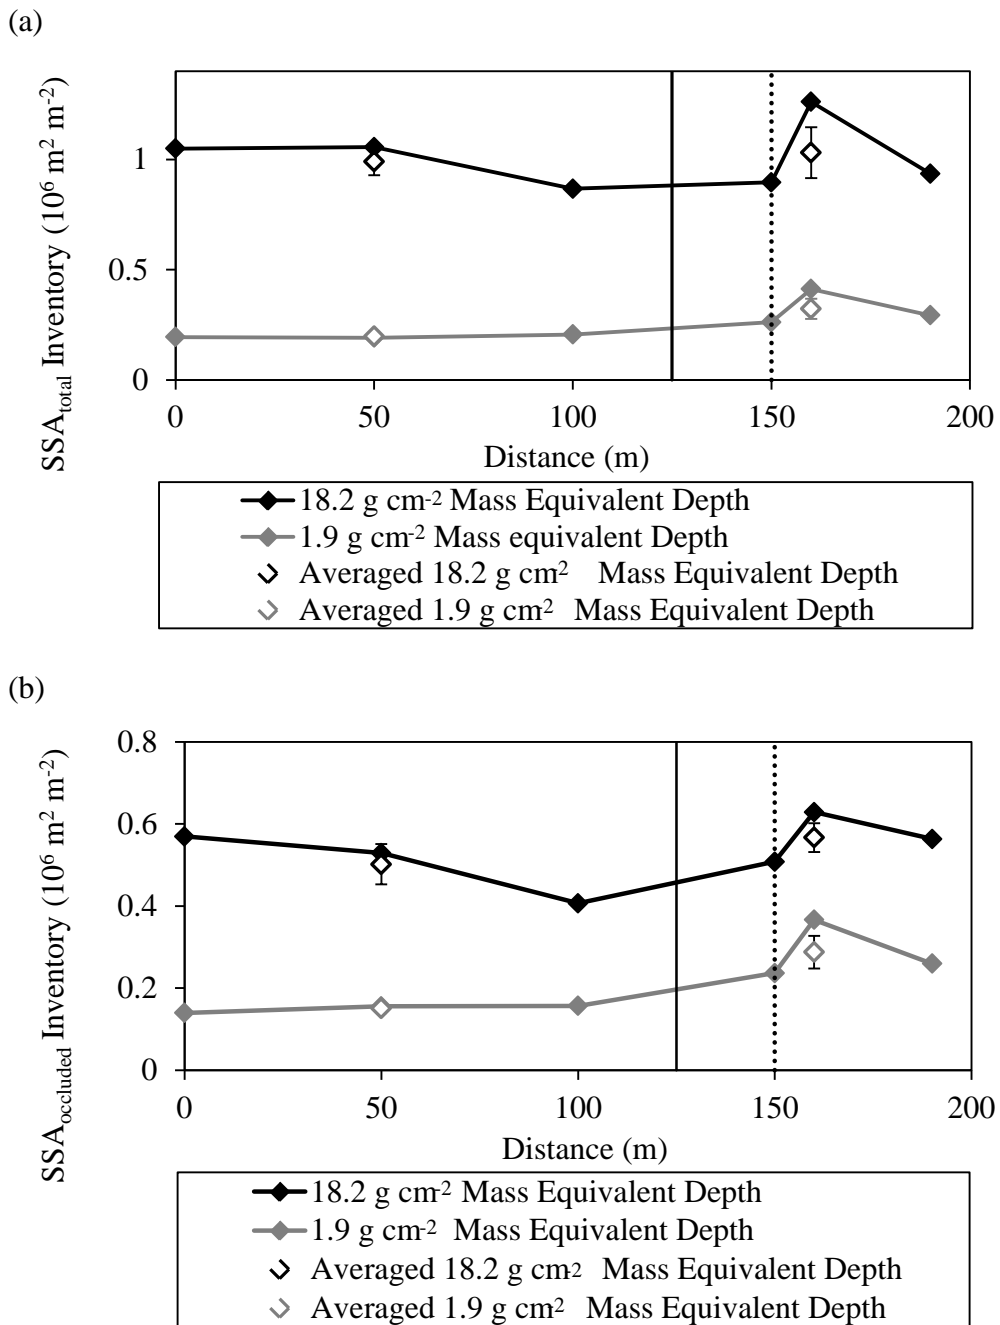 (a)
SSAtotal Inventory (10⁶ m² m⁻²)
1
0.5
0
0 50 100 150 200
Distance (m)
18.2 g cm⁻² Mass Equivalent Depth
1.9 g cm⁻² Mass equivalent Depth
Averaged 18.2 g cm² Mass Equivalent Depth
Averaged 1.9 g cm² Mass Equivalent Depth
(b)
SSAoccluded Inventory (10⁶ m² m⁻²)
0.8
0.6
0.4
0.2
0
0 50 100 150 200
Distance (m)
18.2 g cm⁻² Mass Equivalent Depth
1.9 g cm⁻² Mass Equivalent Depth
Averaged 18.2 g cm⁻² Mass Equivalent Depth
Averaged 1.9 g cm² Mass Equivalent Depth